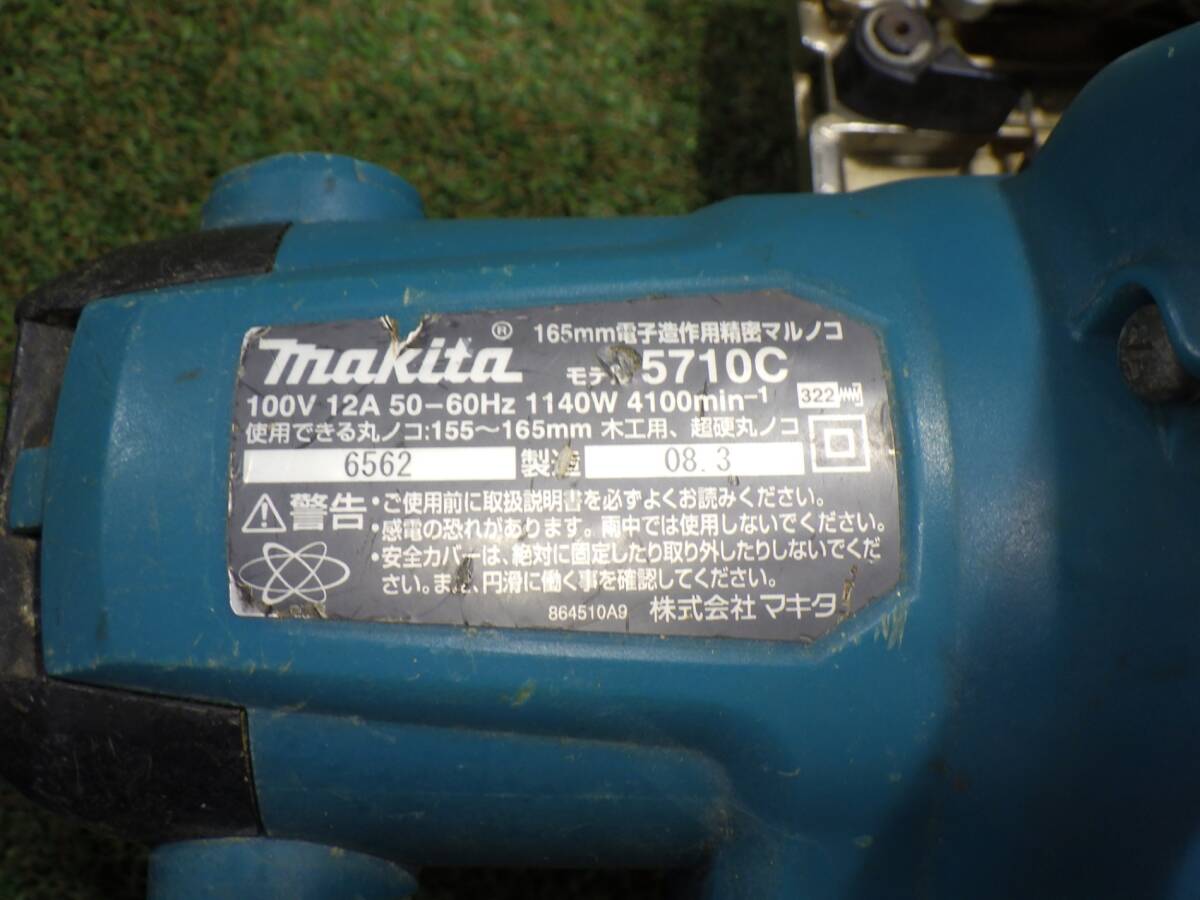 makita®
165mm電子造作用精密マルノコ
モデル 5710C
100V 12A 50-60Hz 1140W 4100min⁻¹ 322
使用できる丸ノコ:155～165mm 木工用、超硬丸ノコ
6562 製造 08.3
警告 ・ご使用前に取扱説明書を必ずよくお読みください。
・感電の恐れがあります。雨中では使用しないでください。
・安全カバーは、絶対に固定したり取り外したりしないでくだ
さい。また、円滑に働く事を確認してください。
864510A9 株式会社 マキタ